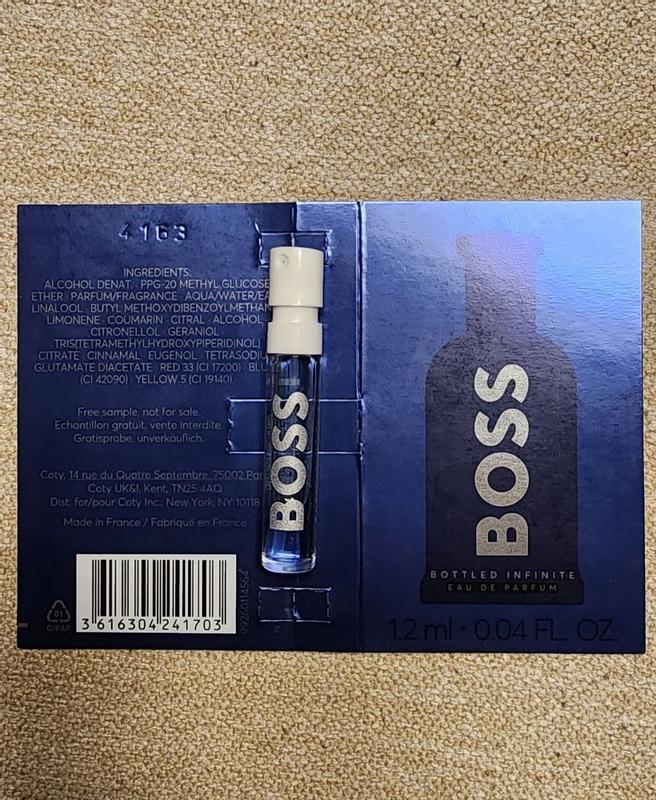 4163
INGREDIENTS:
ALCOHOL DENAT. · PPG-20 METHYL GLUCOSE
ETHER · PARFUM/FRAGRANCE · AQUA/WATER/EA
LINALOOL · BUTYL METHOXYDIBENZOYLMETHAN
LIMONENE · COUMARIN · CITRAL · ALCOHOL ·
CITRONELLOL · GERANIOL ·
TRIS(TETRAMETHYLHYDROXYPIPERIDINOL)
CITRATE · CINNAMAL · EUGENOL · TETRASODIU
GLUTAMATE DIACETATE · RED 33 (CI 17200) · BLU
(CI 42090) · YELLOW 5 (CI 19140).
Free sample, not for sale.
Echantillon gratuit, vente interdite.
Gratisprobe, unverkäuflich.
Coty, 14 rue du Quatre Septembre, 75002 Par
Coty UK&I, Kent, TN25 4AQ
Dist. for/pour Coty Inc., New York, NY 10118
Made in France / Fabriqué en France
81
C/PAP
3 616304 241703
99260114564
2
BOSS
BOSS
BOTTLED INFINITE
EAU DE PARFUM
1.2 ml · 0.04 FL. OZ.